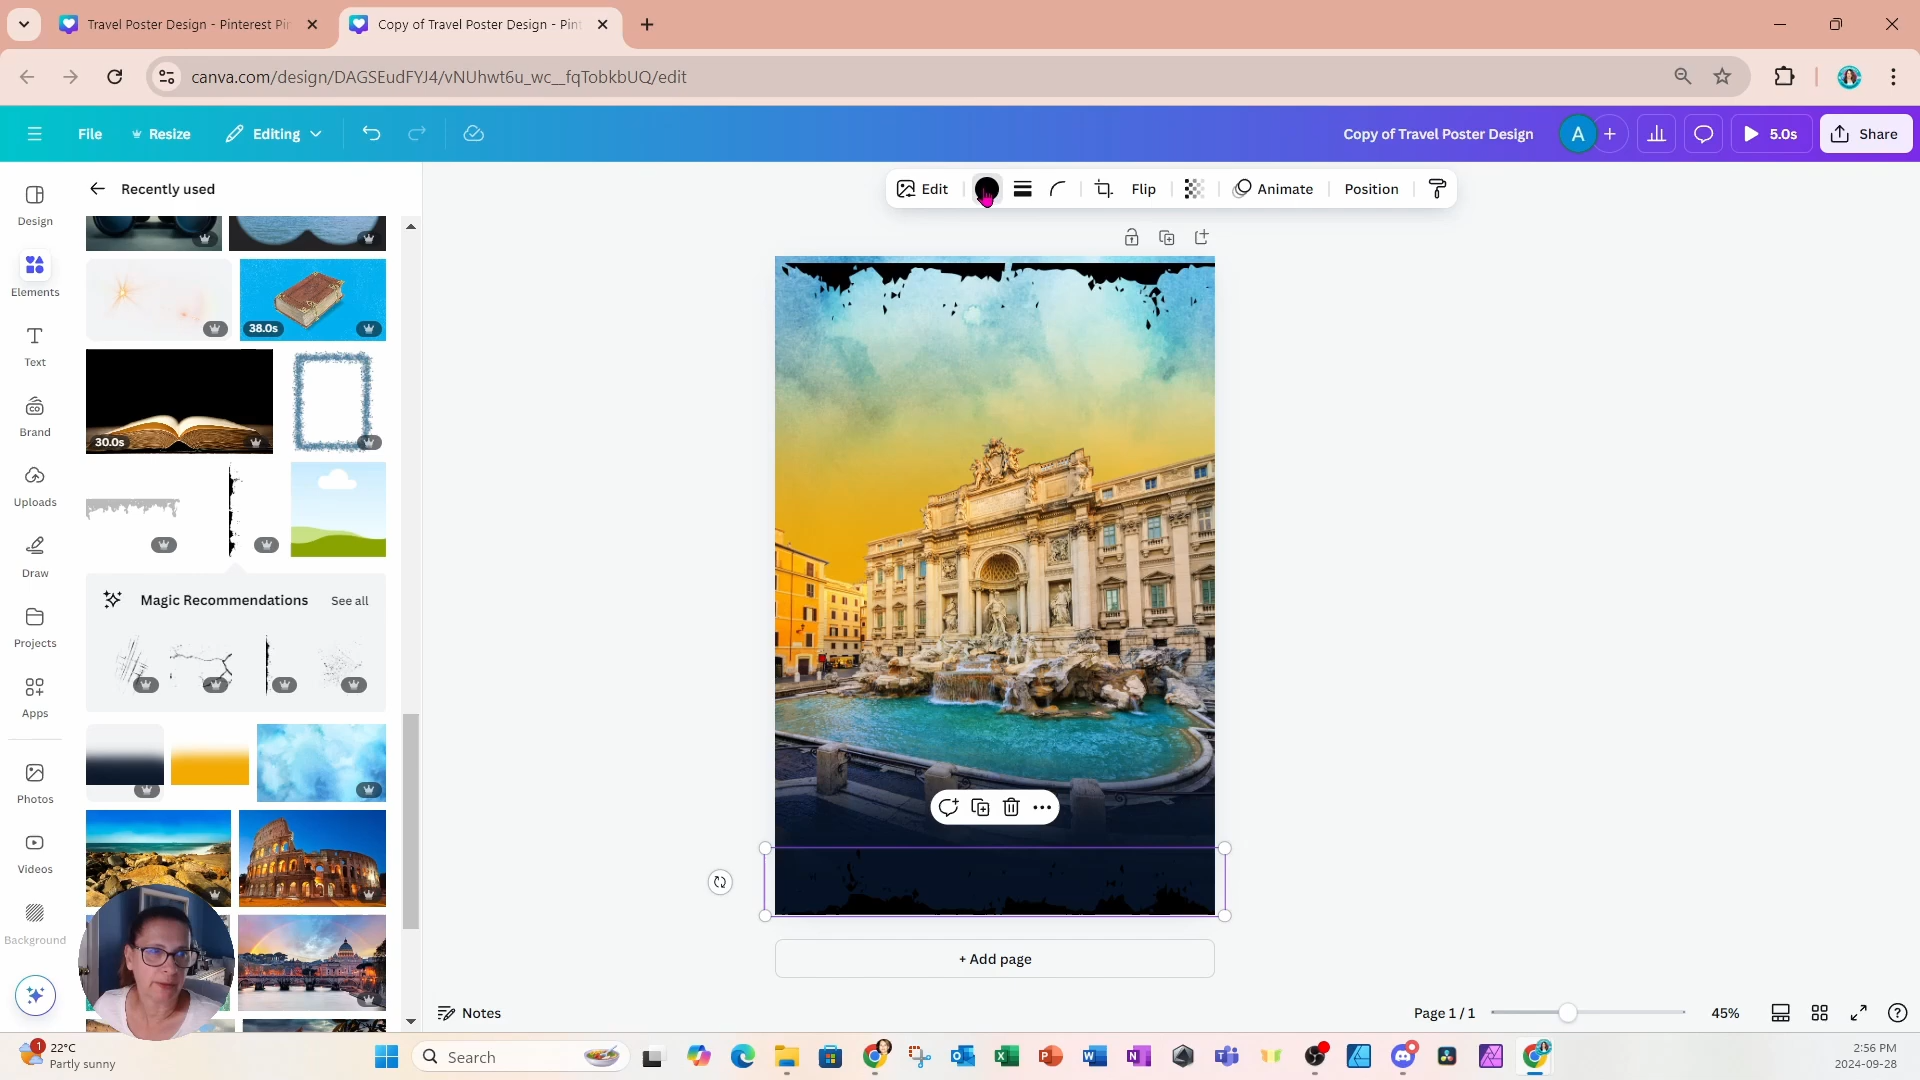 Travel Poster Design - Pinterest Pi
Copy of Travel Poster Design - Pin
canva.com/design/DAGSEudFYJ4/vNUhwt6u_wc__fqTobkbUQ/edit
File
Resize
Editing
Copy of Travel Poster Design
A
5.0s
Share
Recently used
Edit
Flip
Animate
Position
Design
Elements
Text
Brand
Uploads
Draw
Projects
Apps
Photos
Videos
Background
38.0s
30.0s
Magic Recommendations
See all
+ Add page
Notes
Page 1 / 1
45%
1
22°C
Partly sunny
Search
2:56 PM
2024-09-28